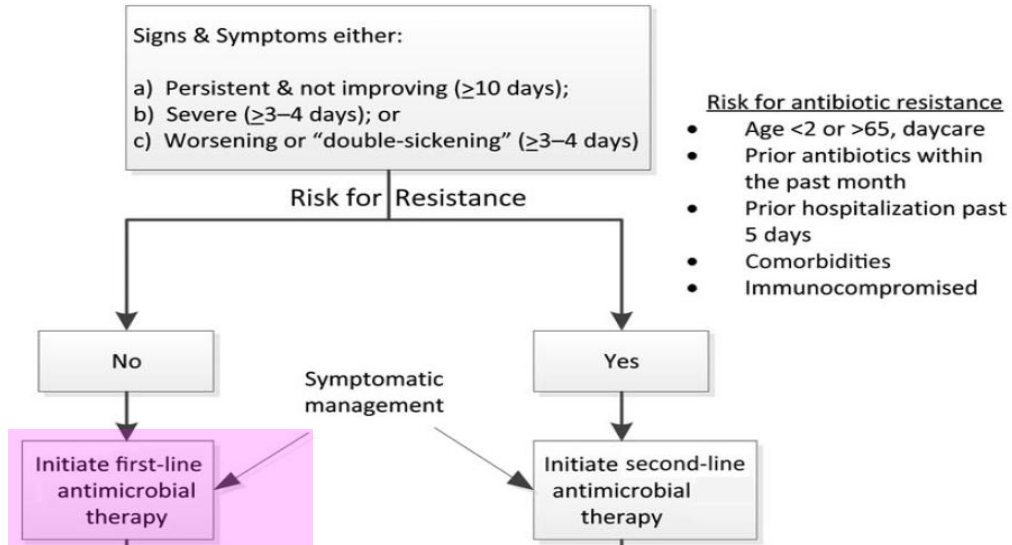 Signs & Symptoms either:
a) Persistent & not improving (≥10 days);
b) Severe (≥3–4 days); or
c) Worsening or “double-sickening” (≥3–4 days)
Risk for Resistance
Risk for antibiotic resistance
• Age <2 or >65, daycare
• Prior antibiotics within
the past month
• Prior hospitalization past
5 days
• Comorbidities
• Immunocompromised
No
Yes
Symptomatic
management
Initiate first-line
antimicrobial
therapy
Initiate second-line
antimicrobial
therapy